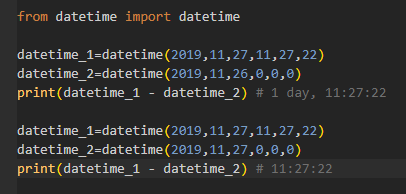 from datetime import datetime
datetime_1=datetime(2019,11,27,11,27,22)
datetime_2=datetime(2019,11,26,0,0,0)
print(datetime_1 - datetime_2) # 1 day, 11:27:22
datetime_1=datetime(2019,11,27,11,27,22)
datetime_2=datetime(2019,11,27,0,0,0)
print(datetime_1 - datetime_2) # 11:27:22